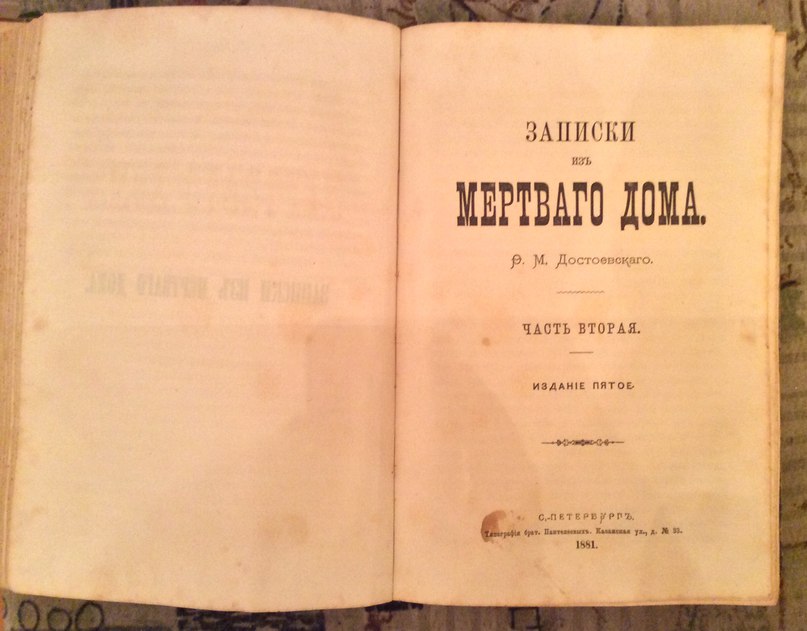 ЗАПИСКИ
ИЗЪ
МЕРТВАГО ДОМА.
Ѳ. М. Достоевскаго.
ЧАСТЬ ВТОРАЯ.
ИЗДАНІЕ ПЯТОЕ.
С.-ПЕТЕРБУРГЪ.
Типографія брат. Пантелеевыхъ. Казанская ул., д. № 33.
1881.